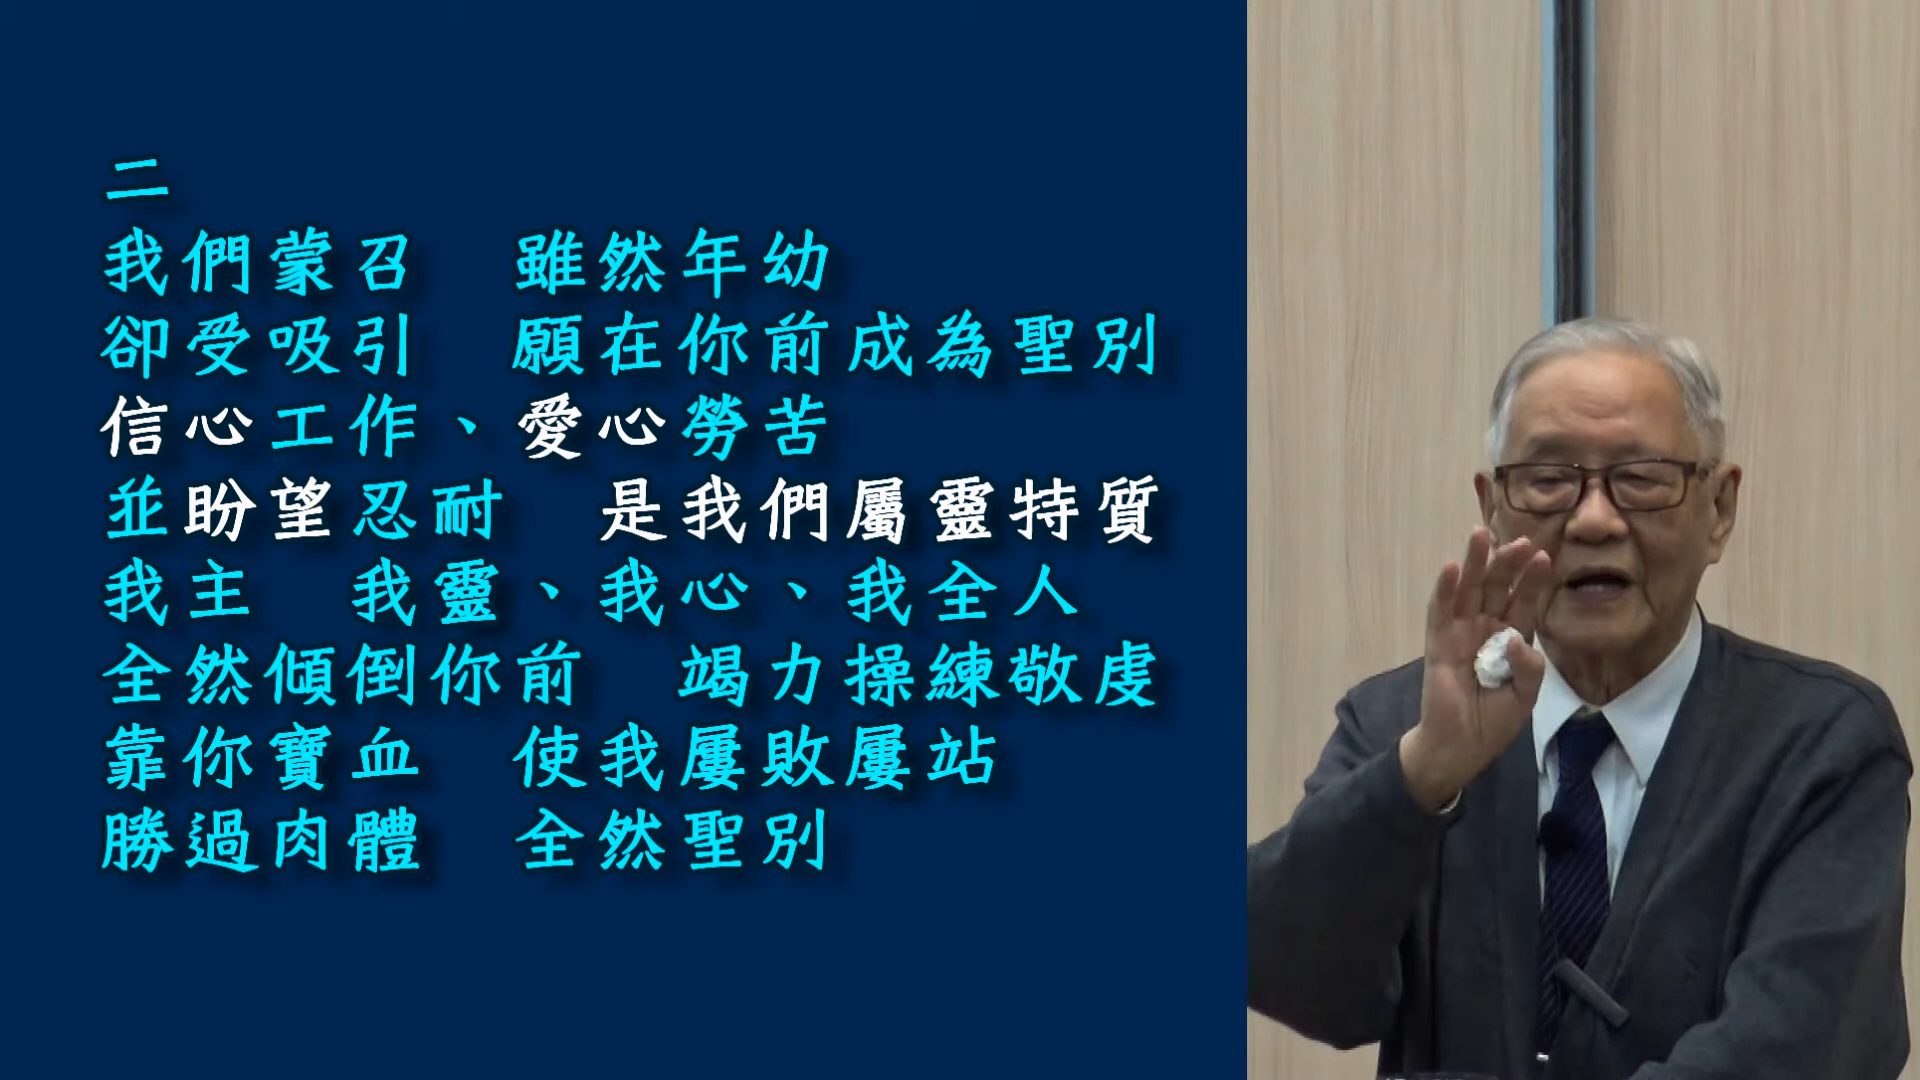 二
我們蒙召　雖然年幼
卻受吸引　願在你前成為聖別
信心工作、愛心勞苦
並盼望忍耐　是我們屬靈特質
我主　我靈、我心、我全人
全然傾倒你前　竭力操練敬虔
靠你寶血　使我屢敗屢站
勝過肉體　全然聖別